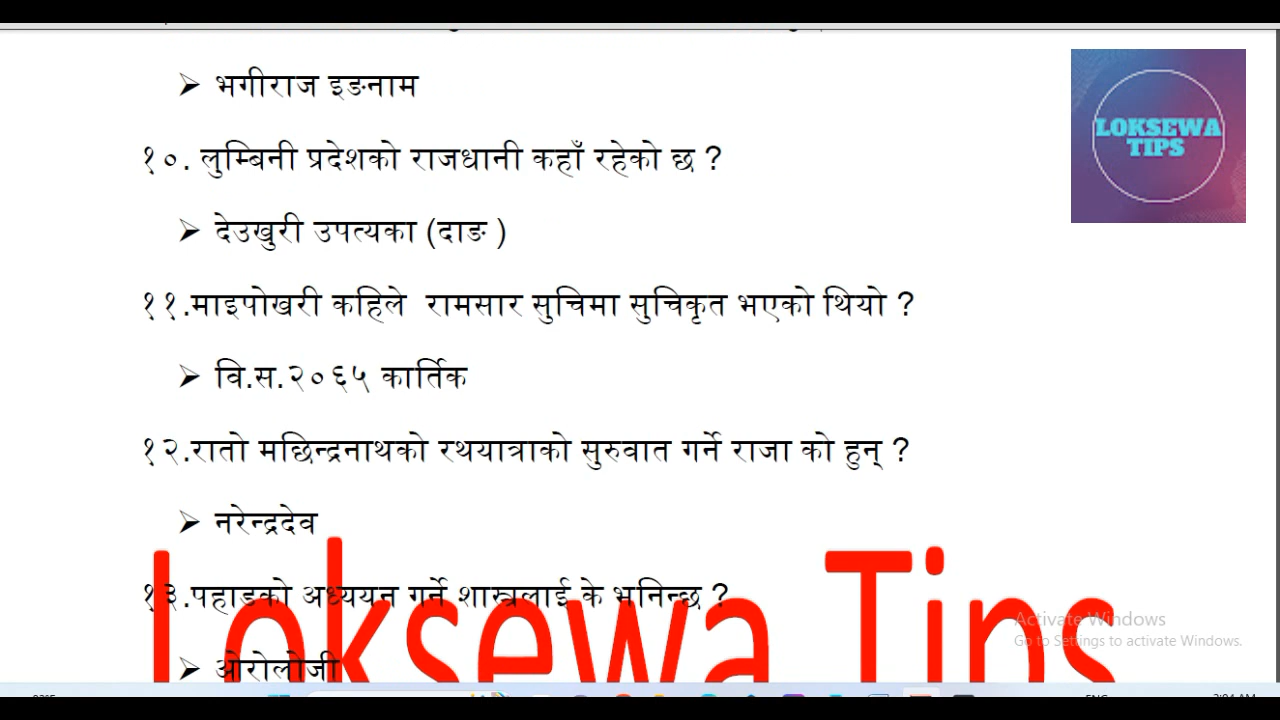 भगीराज इङनाम
LOKSEWA
TIPS
१०. लुम्बिनी प्रदेशको राजधानी कहाँ रहेको छ ?
देउखुरी उपत्यका (दाङ )
११.माइपोखरी कहिले रामसार सुचिमा सुचिकृत भएको थियो ?
वि.स.२०६५ कार्तिक
१२.रातो मछिन्द्रनाथको रथयात्राको सुरुवात गर्ने राजा को हुन् ?
नरेन्द्रदेव
१३.पहाडको अध्ययन गर्ने शास्त्रलाई के भनिन्छ ?
ओरोलोजी
Loksewa Tips
Activate Windows
Go to Settings to activate Windows.